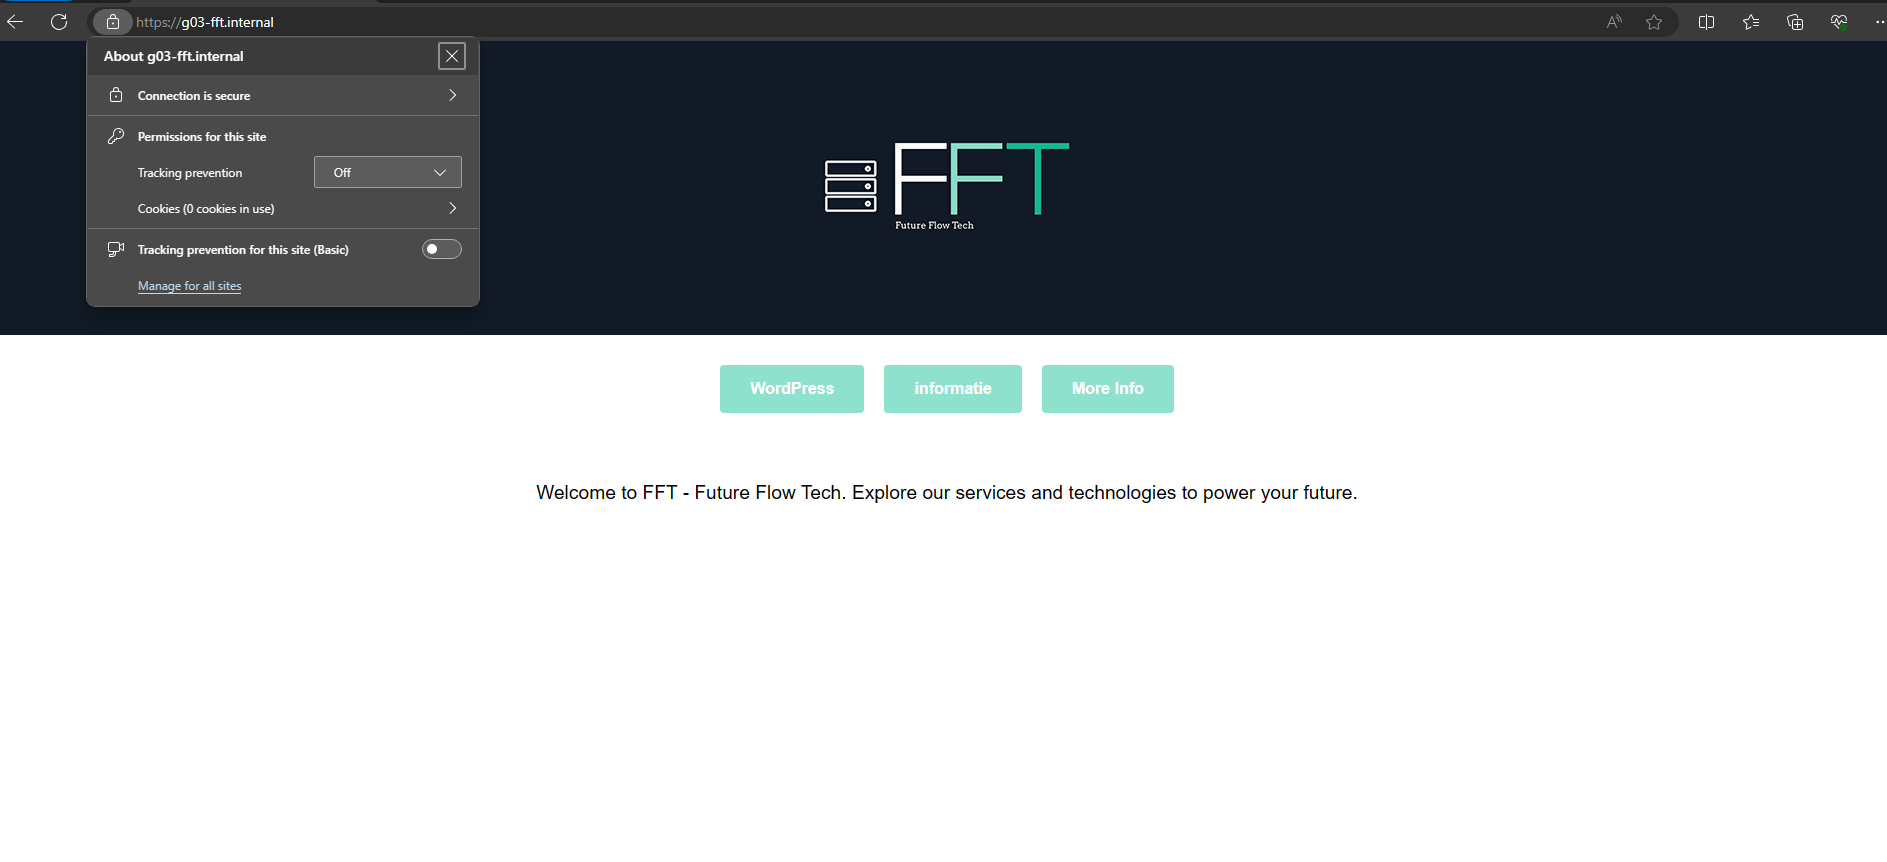 https://g03-fft.internal
About g03-fft.internal
Connection is secure
Permissions for this site
Tracking prevention
Off
Cookies (0 cookies in use)
Tracking prevention for this site (Basic)
Manage for all sites
FFT
Future Flow Tech
WordPress
informatie
More Info
Welcome to FFT - Future Flow Tech. Explore our services and technologies to power your future.